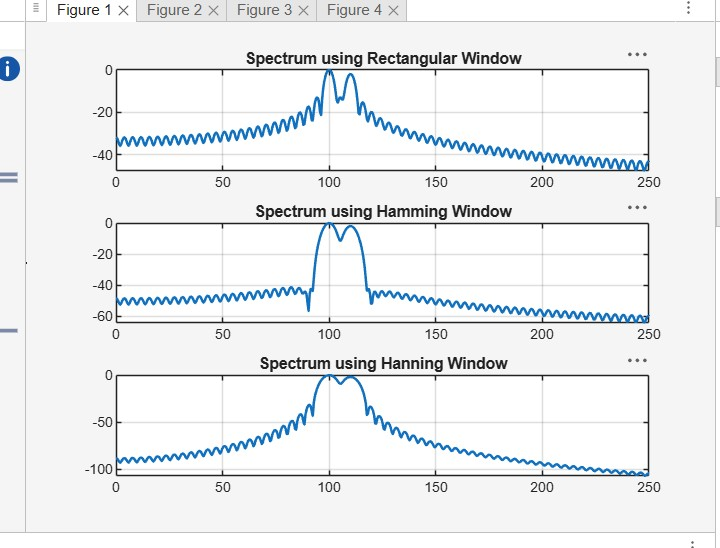 Figure 1 × Figure 2 × Figure 3 × Figure 4 ×
Spectrum using Rectangular Window
0
-20
-40
0 50 100 150 200 250
Spectrum using Hamming Window
0
-20
-40
-60
0 50 100 150 200 250
Spectrum using Hanning Window
0
-50
-100
0 50 100 150 200 250